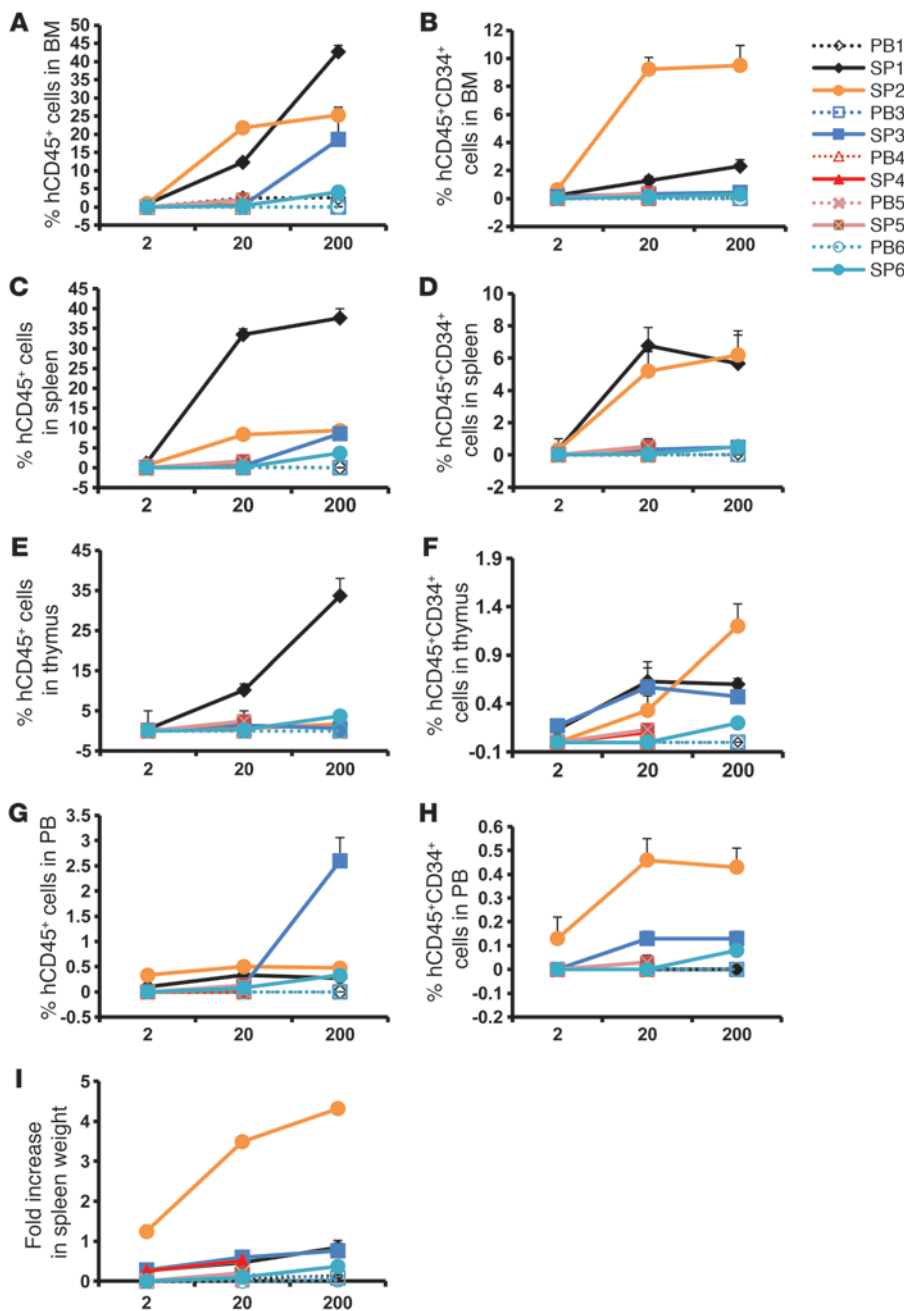 A
% hCD45⁺ cells in BM
50
45
40
35
30
25
20
15
10
5
0
-5
2 20 200
B
% hCD45⁺CD34⁺
cells in BM
12
10
8
6
4
2
0
-2
2 20 200
PB1
SP1
SP2
PB3
SP3
PB4
SP4
PB5
SP5
PB6
SP6
C
% hCD45⁺ cells
in spleen
45
40
35
30
25
20
15
10
5
0
-5
2 20 200
D
% hCD45⁺CD34⁺
cells in spleen
10
8
6
4
2
0
-2
2 20 200
E
% hCD45⁺ cells
in thymus
45
35
25
15
5
-5
2 20 200
F
% hCD45⁺CD34⁺
cells in thymus
1.9
1.4
0.9
0.4
-0.1
2 20 200
G
% hCD45⁺ cells in PB
3.5
3
2.5
2
1.5
1
0.5
0
-0.5
2 20 200
H
% hCD45⁺CD34⁺
cells in PB
0.6
0.5
0.4
0.3
0.2
0.1
0
-0.1
-0.2
2 20 200
I
Fold increase
in spleen weight
5
4
3
2
1
0
2 20 200